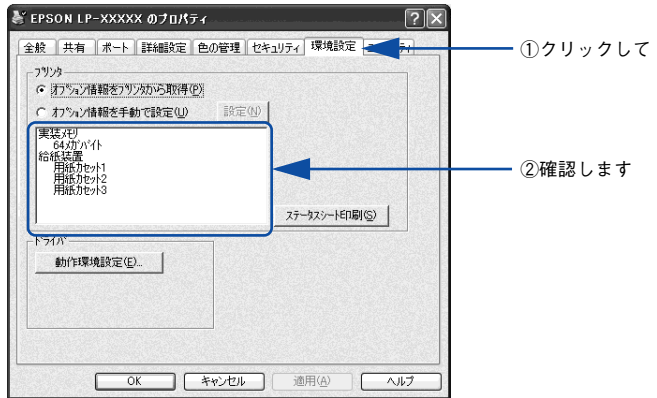 EPSON LP-XXXXX のプロパティ
全般 共有 ポート 詳細設定 色の管理 セキュリティ 環境設定
①クリックして
プリンタ
オプション情報をプリンタから取得(P)
オプション情報を手動で設定(U) 設定(N)
実装メモリ
64メガバイト
給紙装置
用紙カセット1
用紙カセット2
用紙カセット3
②確認します
ステータスシート印刷(S)
ドライバ
動作環境設定(E)...
OK キャンセル 適用(A) ヘルプ